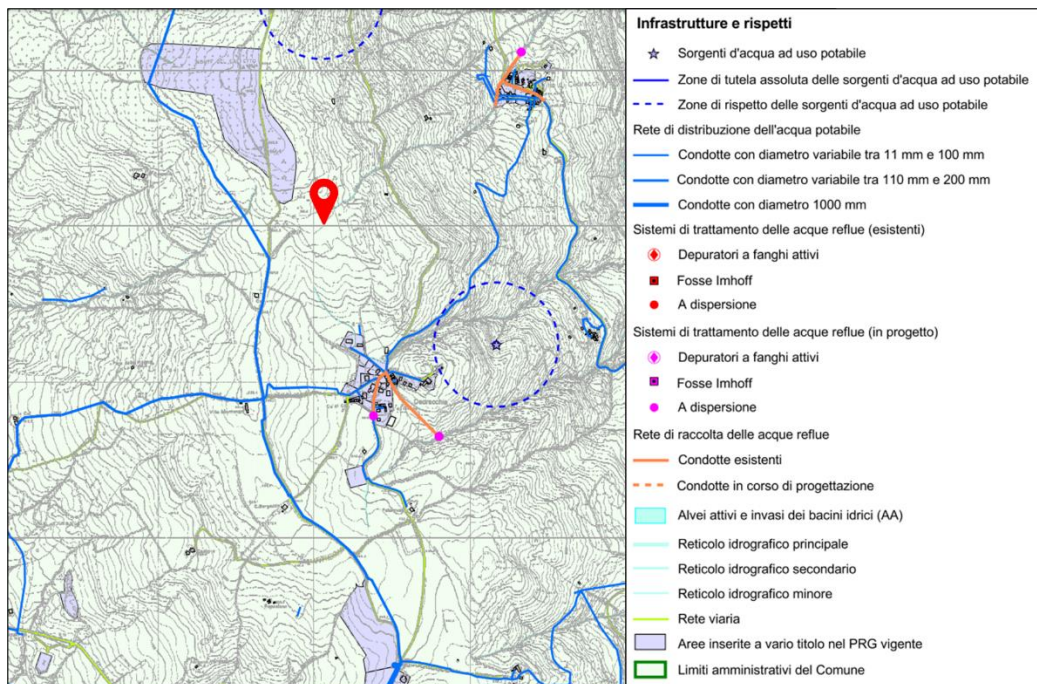 Infrastrutture e rispetti
Sorgenti d'acqua ad uso potabile
Zone di tutela assoluta delle sorgenti d'acqua ad uso potabile
Zone di rispetto delle sorgenti d'acqua ad uso potabile
Rete di distribuzione dell'acqua potabile
Condotte con diametro variabile tra 11 mm e 100 mm
Condotte con diametro variabile tra 110 mm e 200 mm
Condotte con diametro 1000 mm
Sistemi di trattamento delle acque reflue (esistenti)
Depuratori a fanghi attivi
Fosse Imhoff
A dispersione
Sistemi di trattamento delle acque reflue (in progetto)
Depuratori a fanghi attivi
Fosse Imhoff
A dispersione
Rete di raccolta delle acque reflue
Condotte esistenti
Condotte in corso di progettazione
Alvei attivi e invasi dei bacini idrici (AA)
Reticolo idrografico principale
Reticolo idrografico secondario
Reticolo idrografico minore
Rete viaria
Aree inserite a vario titolo nel PRG vigente
Limiti amministrativi del Comune